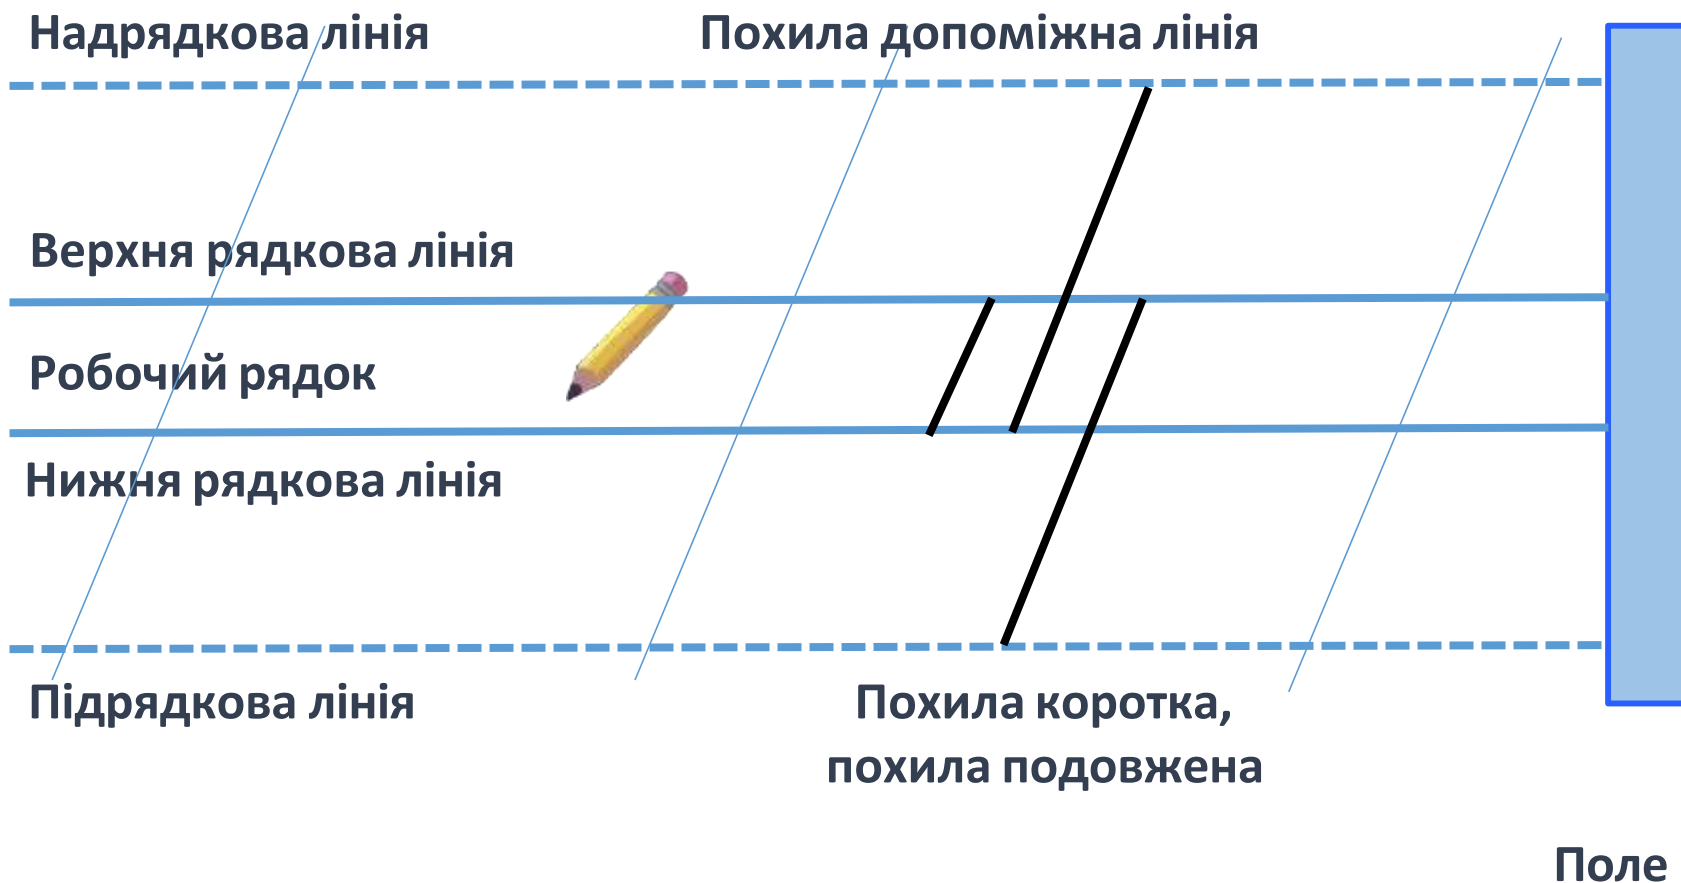 Надрядкова лінія
Похила допоміжна лінія
Верхня рядкова лінія
Робочий рядок
Нижня рядкова лінія
Підрядкова лінія
Похила коротка,
похила подовжена
Поле